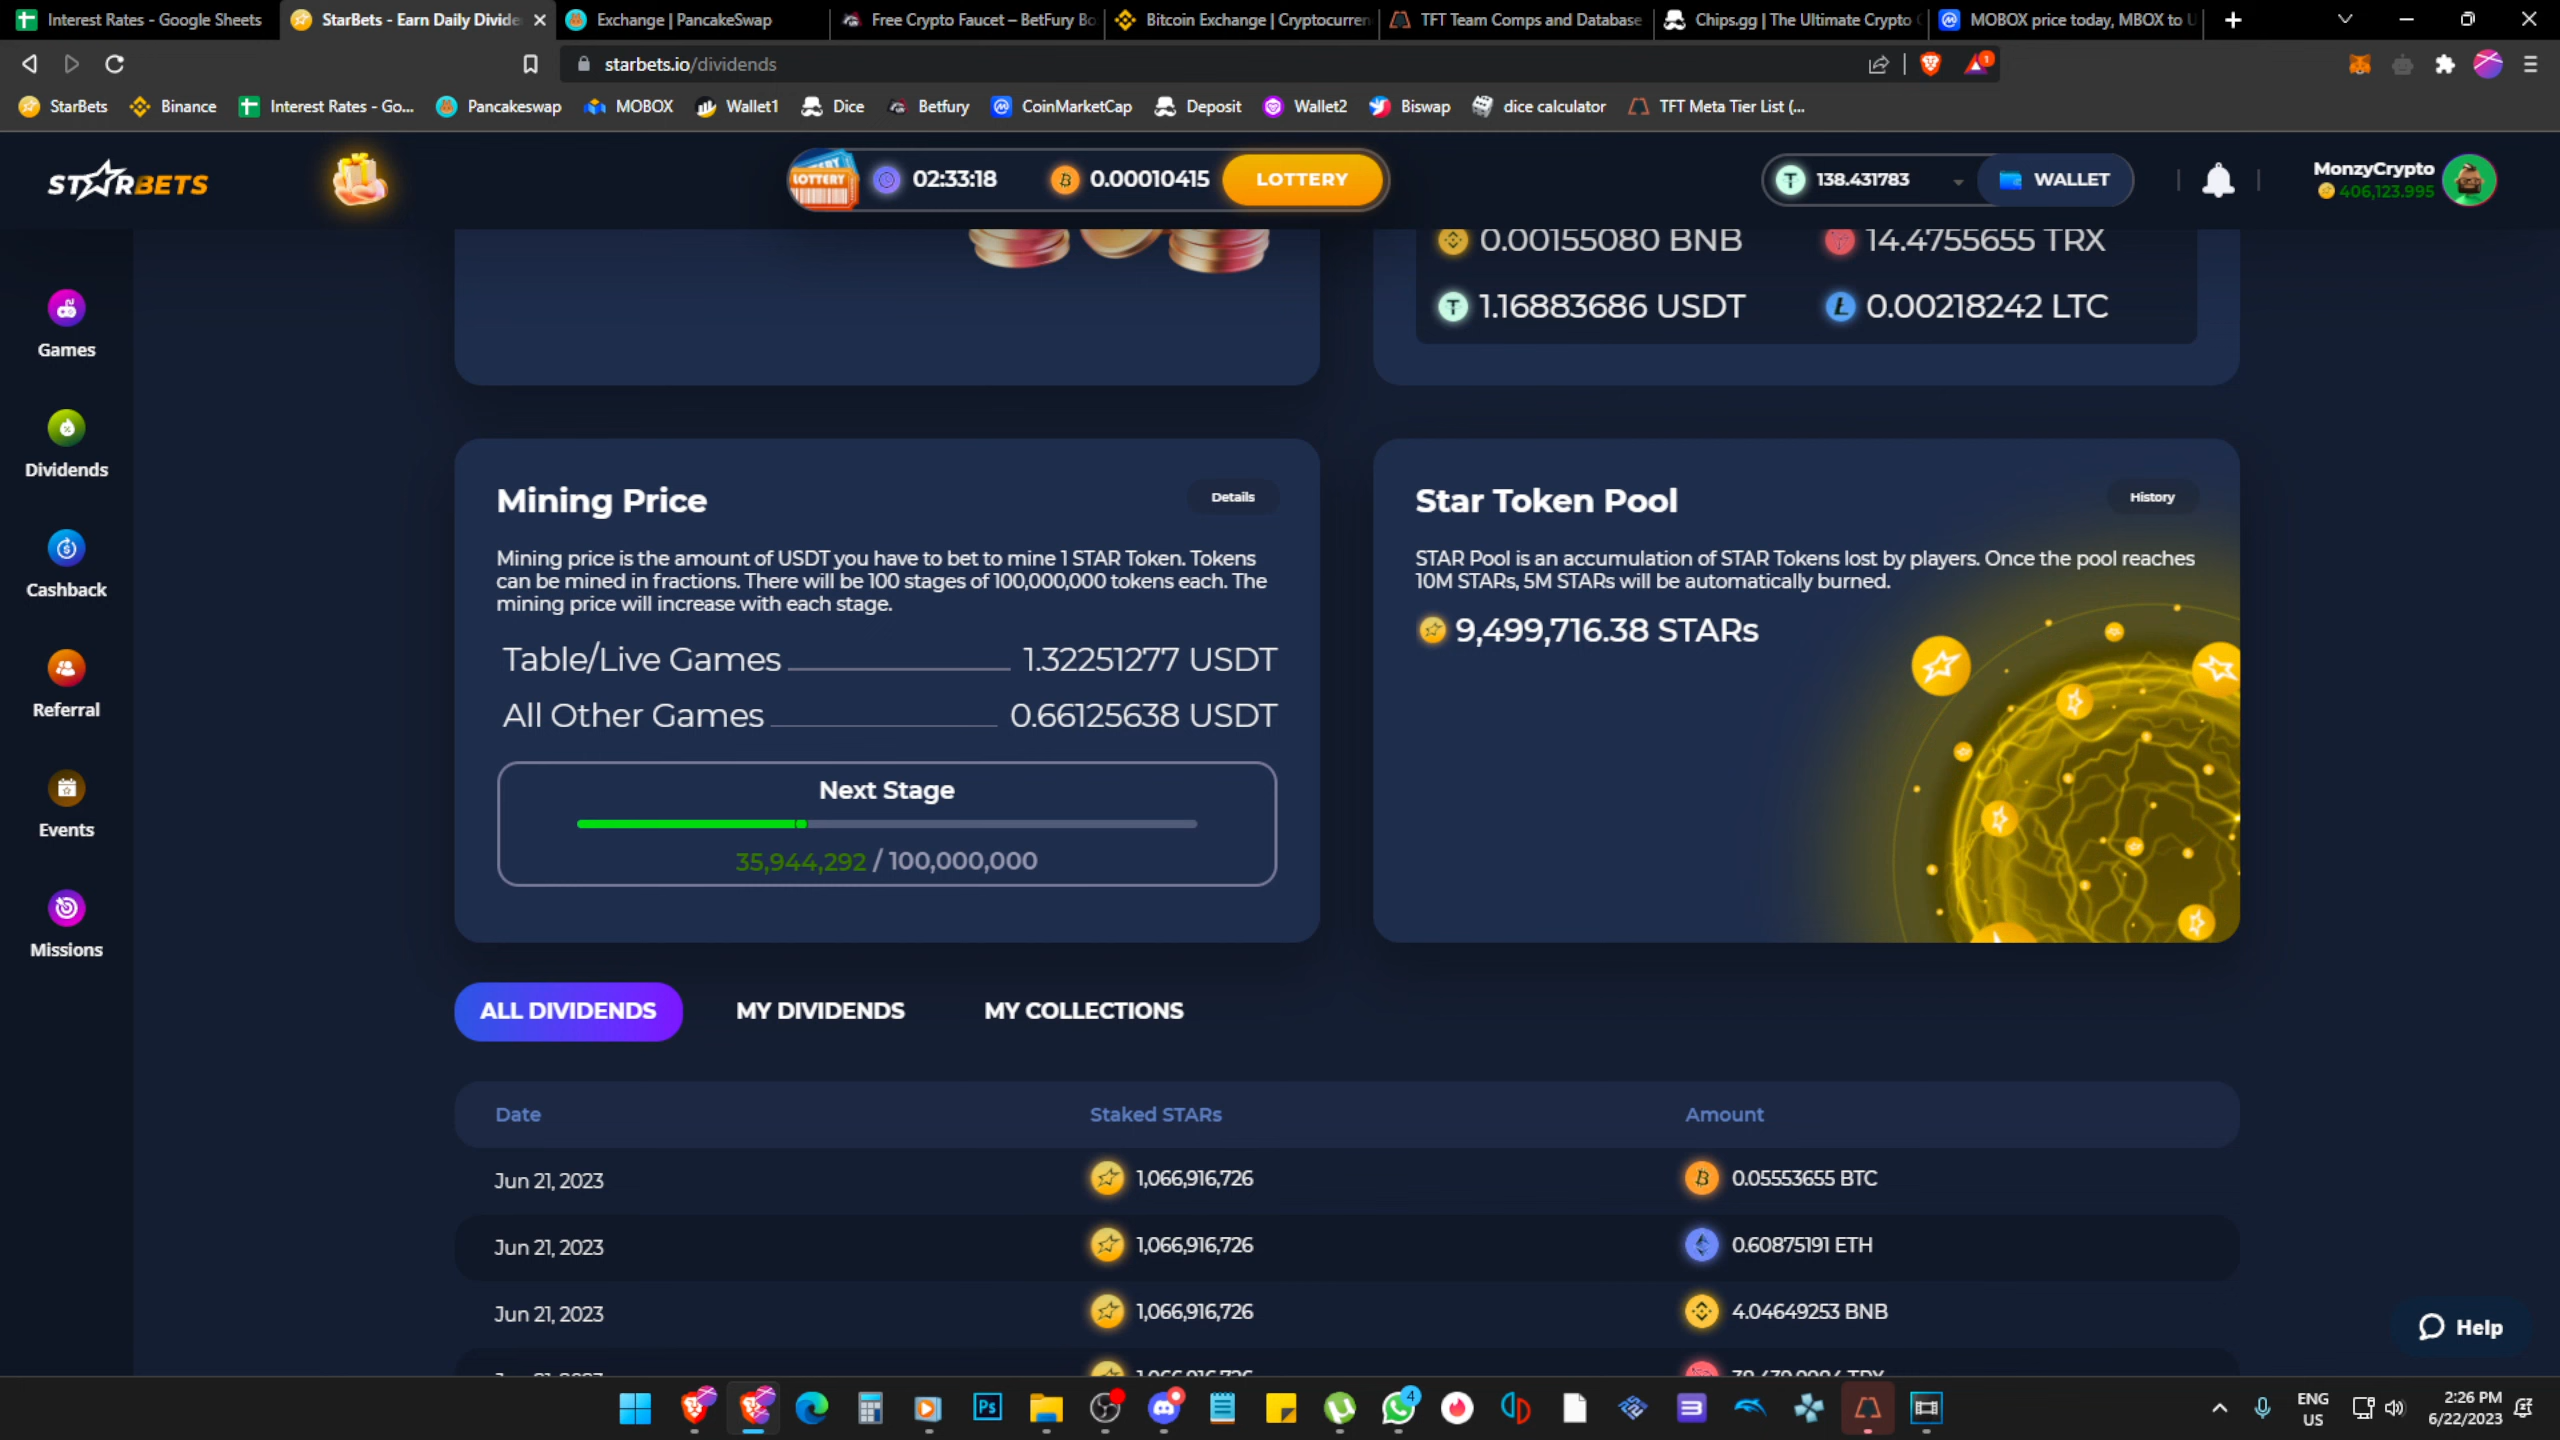 Interest Rates - Google Sheets
StarBets - Earn Daily Divide
Exchange | PancakeSwap
Free Crypto Faucet – BetFury Bo
Bitcoin Exchange | Cryptocurren
TFT Team Comps and Database
Chips.gg | The Ultimate Crypto
MOBOX price today, MBOX to U
starbets.io/dividends
StarBets
Binance
Interest Rates - Go...
Pancakeswap
MOBOX
Wallet1
Dice
Betfury
CoinMarketCap
Deposit
Wallet2
Biswap
dice calculator
TFT Meta Tier List (...
STARBETS
LOTTERY
02:33:18
0.00010415
LOTTERY
138.431783
WALLET
MonzyCrypto
406,123.995
Games
Dividends
Cashback
Referral
Events
Missions
0.00155080 BNB
14.4755655 TRX
1.16883686 USDT
0.00218242 LTC
Mining Price
Details
Mining price is the amount of USDT you have to bet to mine 1 STAR Token. Tokens
can be mined in fractions. There will be 100 stages of 100,000,000 tokens each. The
mining price will increase with each stage.
Table/Live Games 1.32251277 USDT
All Other Games 0.66125638 USDT
Next Stage
35,944,292 / 100,000,000
Star Token Pool
History
STAR Pool is an accumulation of STAR Tokens lost by players. Once the pool reaches
10M STARs, 5M STARs will be automatically burned.
9,499,716.38 STARs
ALL DIVIDENDS
MY DIVIDENDS
MY COLLECTIONS
Date Staked STARs Amount
Jun 21, 2023 1,066,916,726 0.05553655 BTC
Jun 21, 2023 1,066,916,726 0.60875191 ETH
Jun 21, 2023 1,066,916,726 4.04649253 BNB
Help
Ps
4
ENG
US
2:26 PM
6/22/2023